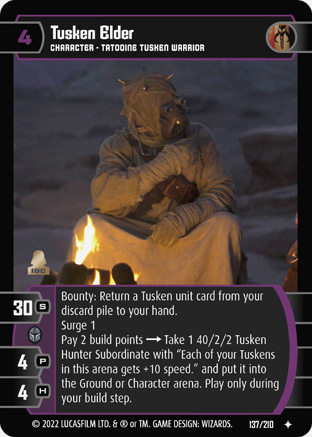 4
Tusken Elder
CHARACTER - TATOOINE TUSKEN WARRIOR
IDC
30 S
4 P
4 H
Bounty: Return a Tusken unit card from your
discard pile to your hand.
Surge 1
Pay 2 build points → Take 1 40/2/2 Tusken
Hunter Subordinate with “Each of your Tuskens
in this arena gets +10 speed.” and put it into
the Ground or Character arena. Play only during
your build step.
© 2022 LUCASFILM LTD. & ® or TM. GAME DESIGN: WIZARDS. 137/210